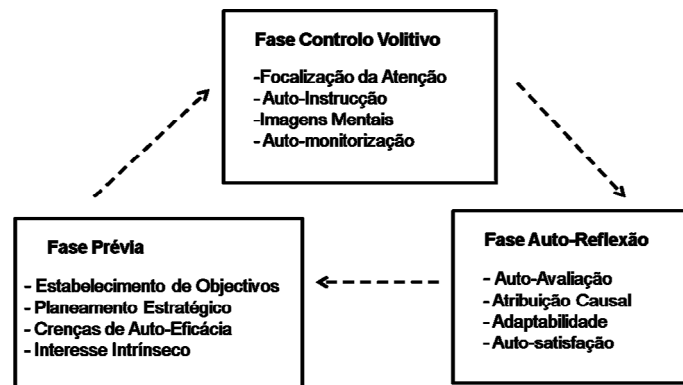 Fase Controlo Volitivo
-Focalização da Atenção
-Auto-Instrucção
-Imagens Mentais
-Auto-monitorização
Fase Prévia
- Estabelecimento de Objectivos
- Planeamento Estratégico
- Crenças de Auto-Eficácia
- Interesse Intrínseco
Fase Auto-Reflexão
- Auto-Avaliação
- Atribuição Causal
- Adaptabilidade
- Auto-satisfação